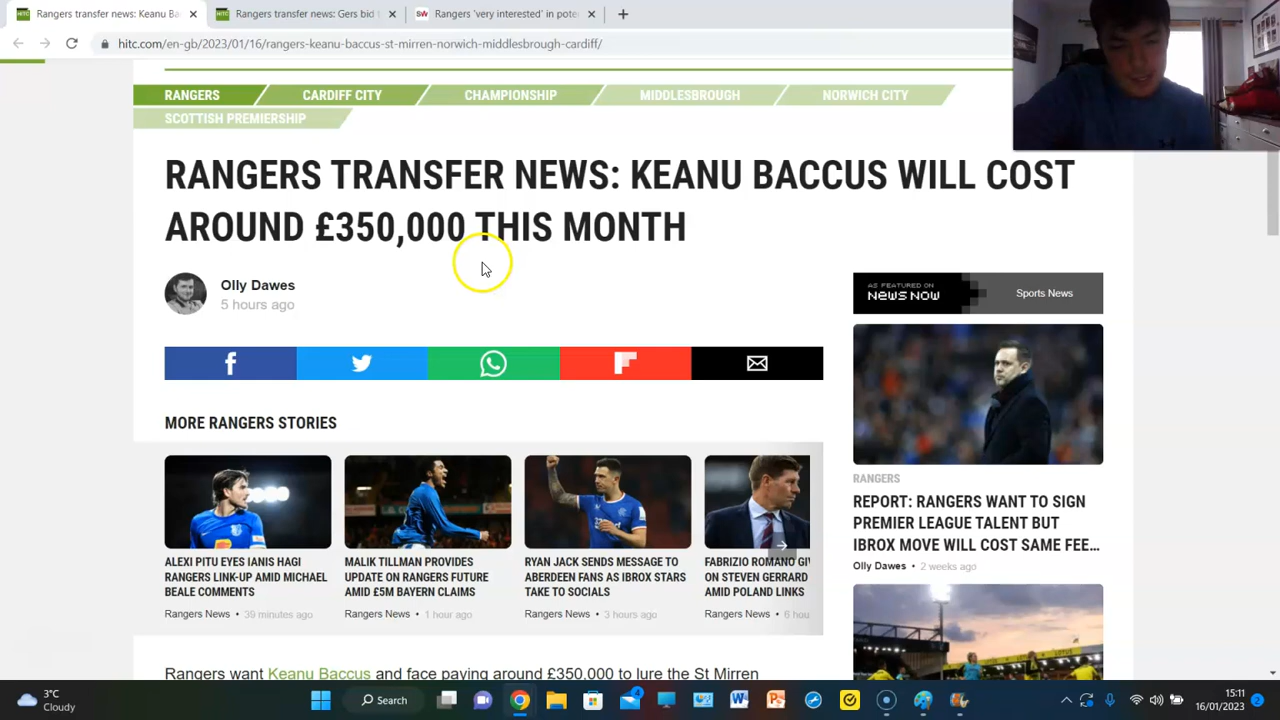 Rangers transfer news: Keanu Ba
Rangers transfer news: Gers bid t
SW Rangers 'very interested' in pote
hitc.com/en-gb/2023/01/16/rangers-keanu-baccus-st-mirren-norwich-middlesbrough-cardiff/
RANGERS CARDIFF CITY CHAMPIONSHIP MIDDLESBROUGH NORWICH CITY
SCOTTISH PREMIERSHIP
RANGERS TRANSFER NEWS: KEANU BACCUS WILL COST
AROUND £350,000 THIS MONTH
Olly Dawes
5 hours ago
AS FEATURED ON
NEWS NOW
Sports News
MORE RANGERS STORIES
ALEXI PITU EYES IANIS HAGI
RANGERS LINK-UP AMID MICHAEL
BEALE COMMENTS
Rangers News • 39 minutes ago
MALIK TILLMAN PROVIDES
UPDATE ON RANGERS FUTURE
AMID £5M BAYERN CLAIMS
Rangers News • 1 hour ago
RYAN JACK SENDS MESSAGE TO
ABERDEEN FANS AS IBROX STARS
TAKE TO SOCIALS
Rangers News • 3 hours ago
FABRIZIO ROMANO GI
ON STEVEN GERRARD
AMID POLAND LINKS
Rangers News • 6 hou
RANGERS
REPORT: RANGERS WANT TO SIGN
PREMIER LEAGUE TALENT BUT
IBROX MOVE WILL COST SAME FEE...
Olly Dawes • 2 weeks ago
Rangers want Keanu Baccus and face paying around £350,000 to lure the St Mirren
3°C
Cloudy
Search
15:11
16/01/2023